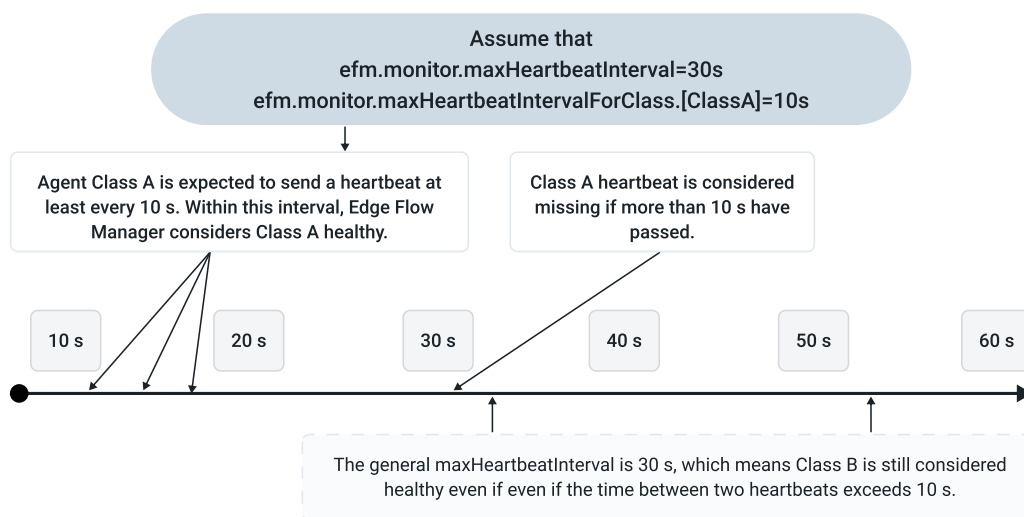 Assume that
efm.monitor.maxHeartbeatInterval=30s
efm.monitor.maxHeartbeatIntervalForClass.[ClassA]=10s
Agent Class A is expected to send a heartbeat at
least every 10 s. Within this interval, Edge Flow
Manager considers Class A healthy.
Class A heartbeat is considered
missing if more than 10 s have
passed.
10 s
20 s
30 s
40 s
50 s
60 s
The general maxHeartbeatInterval is 30 s, which means Class B is still considered
healthy even if even if the time between two heartbeats exceeds 10 s.